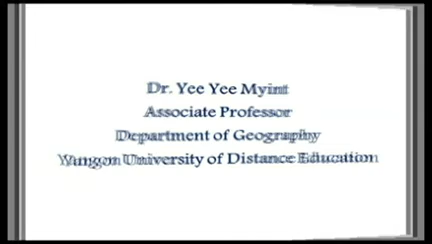 Dr. Yee Yee Myint
Associate Professor
Department of Geography
Yangon University of Distance Education